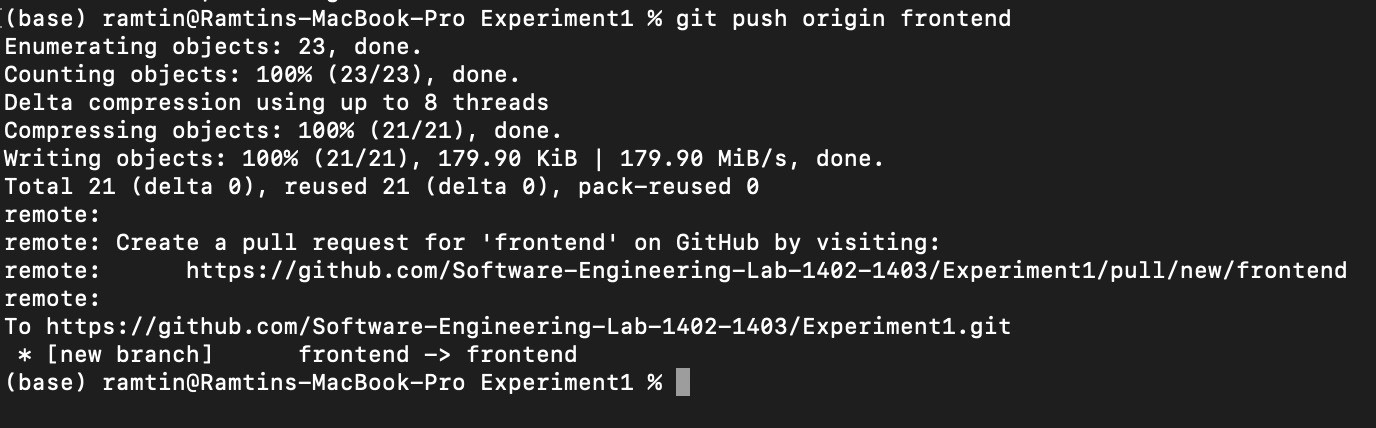 (base) ramtin@Ramtins-MacBook-Pro Experiment1 % git push origin frontend
Enumerating objects: 23, done.
Counting objects: 100% (23/23), done.
Delta compression using up to 8 threads
Compressing objects: 100% (21/21), done.
Writing objects: 100% (21/21), 179.90 KiB | 179.90 MiB/s, done.
Total 21 (delta 0), reused 21 (delta 0), pack-reused 0
remote:
remote: Create a pull request for 'frontend' on GitHub by visiting:
remote:      https://github.com/Software-Engineering-Lab-1402-1403/Experiment1/pull/new/frontend
remote:
To https://github.com/Software-Engineering-Lab-1402-1403/Experiment1.git
 * [new branch]      frontend -> frontend
(base) ramtin@Ramtins-MacBook-Pro Experiment1 %